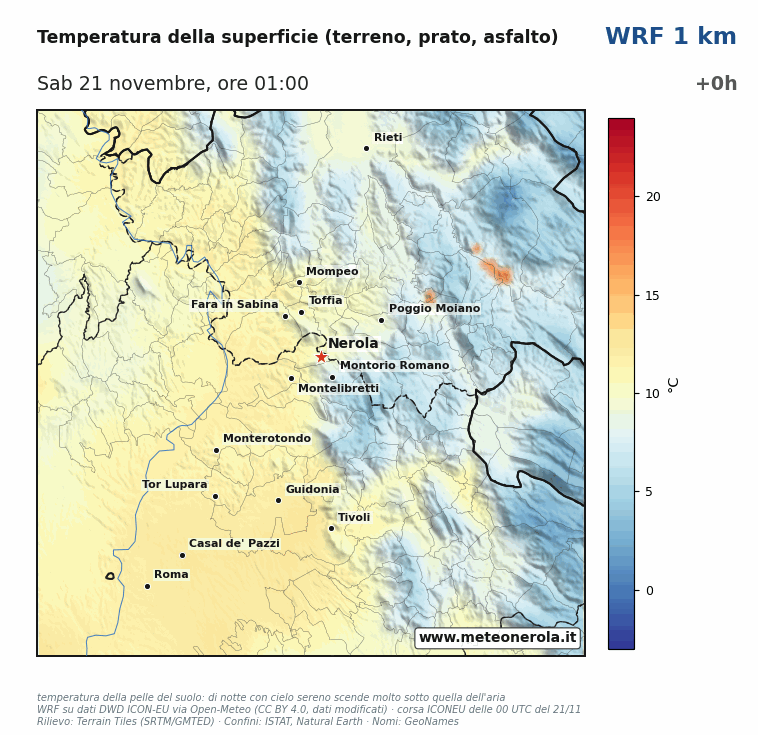 Temperatura della superficie (terreno, prato, asfalto)
WRF 1 km
Sab 21 novembre, ore 01:00
+0h
Rieti
Mompeo
Fara in Sabina
Toffia
Poggio Moiano
Nerola
Montorio Romano
Montelibretti
Monterotondo
Tor Lupara
Guidonia
Tivoli
Casal de' Pazzi
Roma
www.meteonerola.it
20
15
10
5
0
°C
temperatura della pelle del suolo: di notte con cielo sereno scende molto sotto quella dell'aria
WRF su dati DWD ICON-EU via Open-Meteo (CC BY 4.0, dati modificati) · corsa ICONEU delle 00 UTC del 21/11
Rilievo: Terrain Tiles (SRTM/GMTED) · Confini: ISTAT, Natural Earth · Nomi: GeoNames